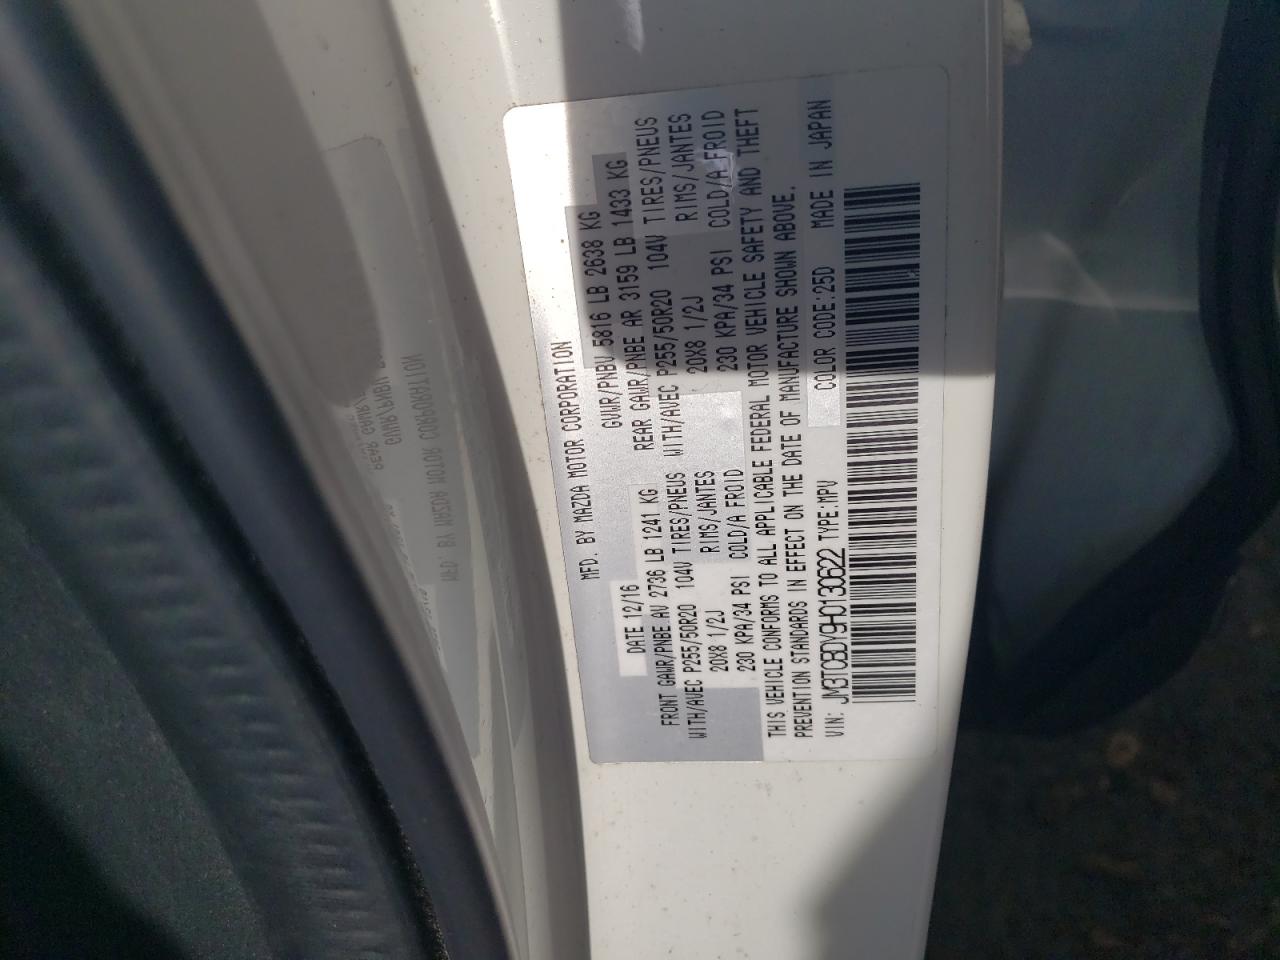 MFD. BY MAZDA MOTOR CORPORATION
DATE 12/16 GVWR/PNBV 5816 LB 2638 KG
FRONT GAWR/PNBE AV 2736 LB 1241 KG REAR GAWR/PNBE AR 3159 LB 1433 KG
WITH/AVEC P255/50R20 104V TIRES/PNEUS WITH/AVEC P255/50R20 104V TIRES/PNEUS
20X8 1/2J RIMS/JANTES 20X8 1/2J RIMS/JANTES
230 KPA/34 PSI COLD/A FROID 230 KPA/34 PSI COLD/A FROID
THIS VEHICLE CONFORMS TO ALL APPLICABLE FEDERAL MOTOR VEHICLE SAFETY AND THEFT
PREVENTION STANDARDS IN EFFECT ON THE DATE OF MANUFACTURE SHOWN ABOVE.
VIN: JM3TCBDY9H0130622 TYPE:MPV COLOR CODE:25D MADE IN JAPAN